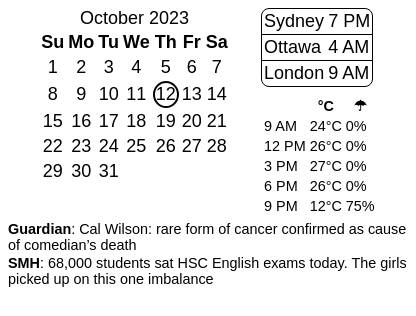 October 2023
Su Mo Tu We Th Fr Sa
1 2 3 4 5 6 7
8 9 10 11 12 13 14
15 16 17 18 19 20 21
22 23 24 25 26 27 28
29 30 31
Sydney 7 PM
Ottawa 4 AM
London 9 AM
°C ☂
9 AM 24°C 0%
12 PM 26°C 0%
3 PM 27°C 0%
6 PM 26°C 0%
9 PM 12°C 75%
Guardian: Cal Wilson: rare form of cancer confirmed as cause
of comedian’s death
SMH: 68,000 students sat HSC English exams today. The girls
picked up on this one imbalance